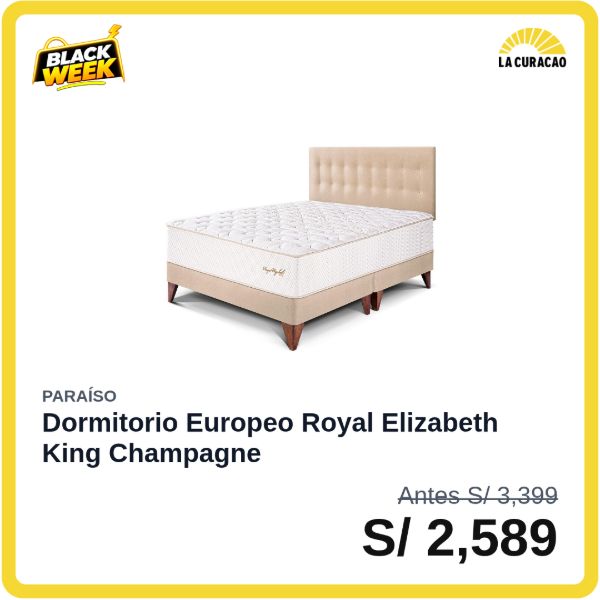 BLACK
WEEK
LA CURACAO
PARAÍSO
Dormitorio Europeo Royal Elizabeth
King Champagne
Antes S/ 3,399
S/ 2,589